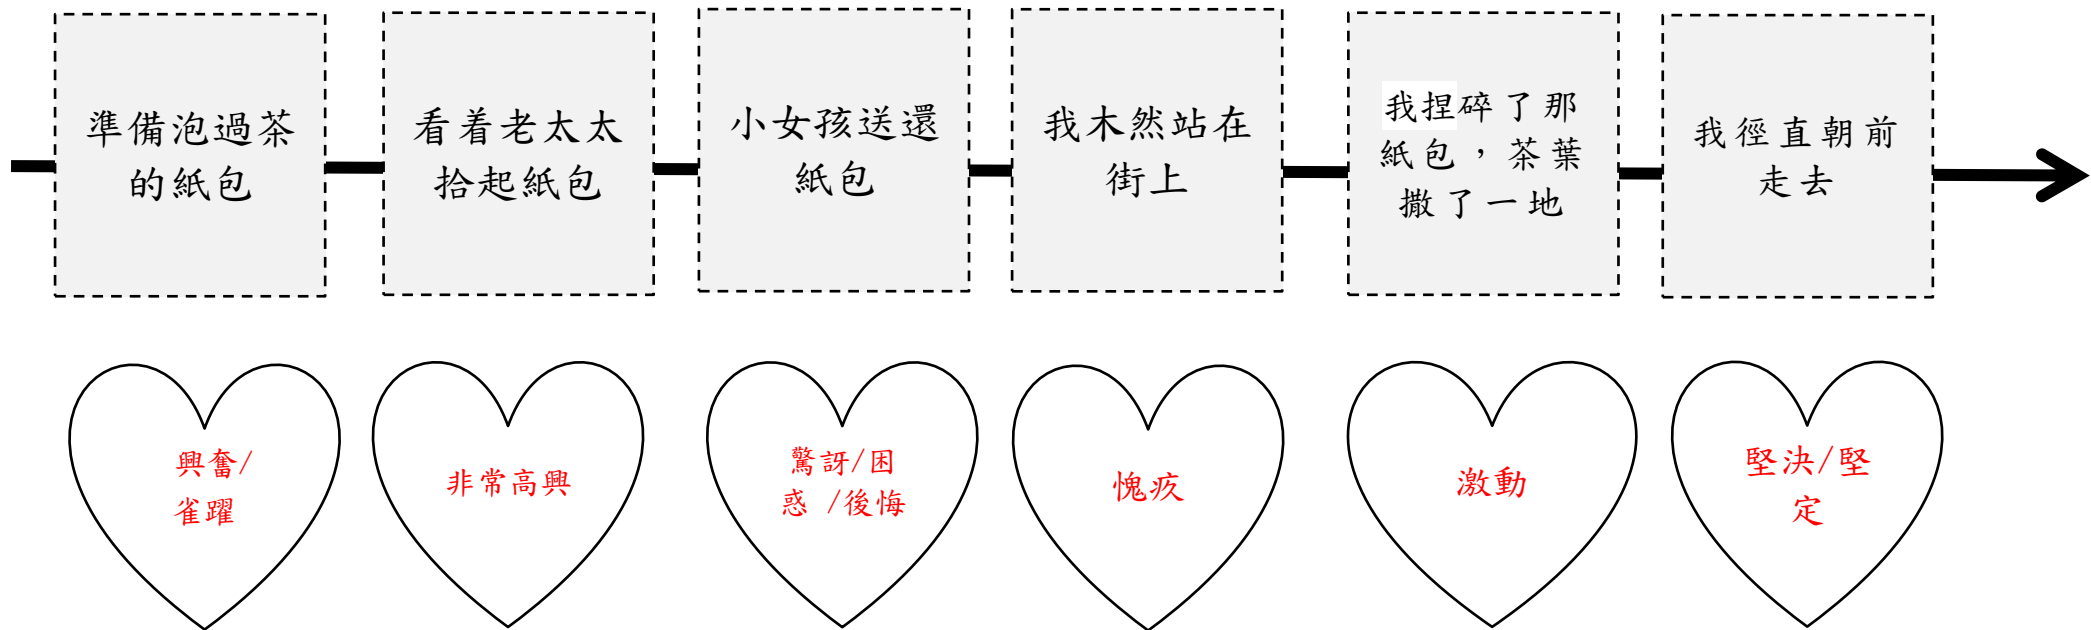 準備泡過茶
的紙包
看着老太太
拾起紙包
小女孩送還
紙包
我木然站在
街上
我捏碎了那
紙包，茶葉
撒了一地
我徑直朝前
走去
興奮/
雀躍
非常高興
驚訝/困
惑 /後悔
愧疚
激動
堅決/堅
定